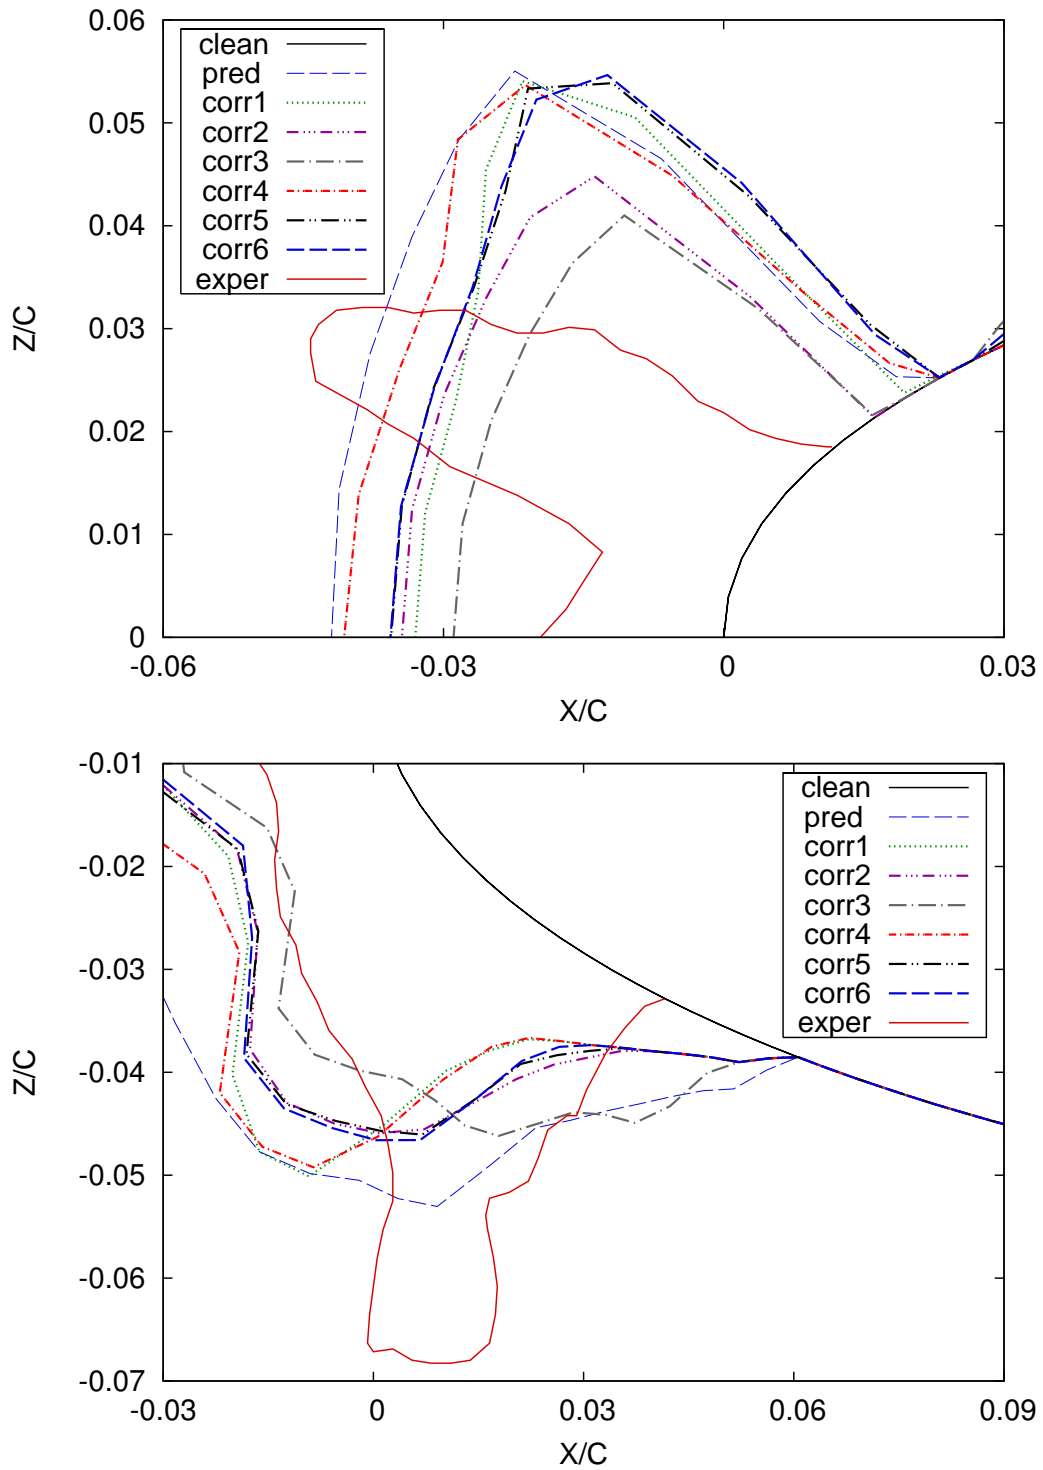 0.06
0.05
0.04
0.03
0.02
0.01
0
Z/C
clean
pred
corr1
corr2
corr3
corr4
corr5
corr6
exper
-0.06
-0.03
0
0.03
X/C
-0.01
-0.02
-0.03
-0.04
-0.05
-0.06
-0.07
Z/C
clean
pred
corr1
corr2
corr3
corr4
corr5
corr6
exper
-0.03
0
0.03
0.06
0.09
X/C